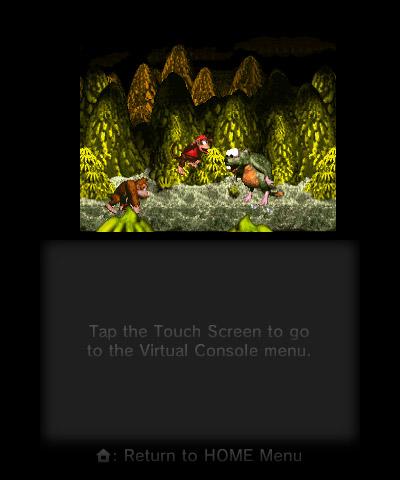 Tap the Touch Screen to go
to the Virtual Console menu.
: Return to HOME Menu